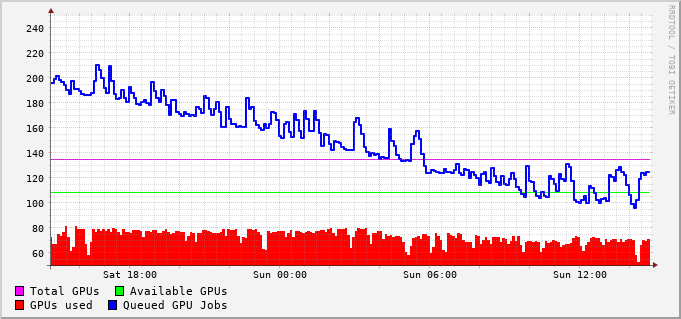 RRDTOOL / TOBI OETIKER
240
220
200
180
160
140
120
100
80
60
Sat 18:00 Sun 00:00 Sun 06:00 Sun 12:00
Total GPUs Available GPUs
GPUs used Queued GPU Jobs